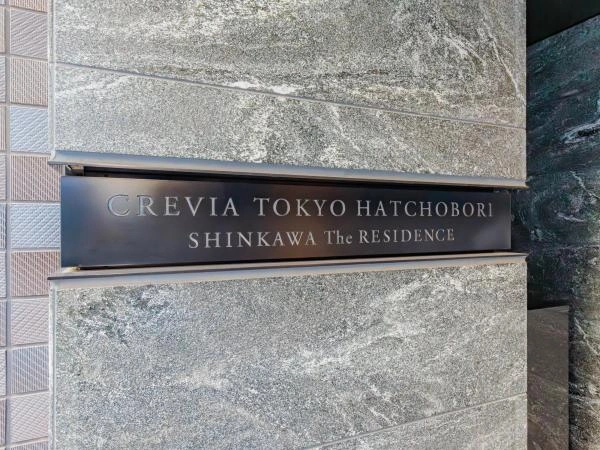 CREVIA TOKYO HATCHOBORI
SHINKAWA The RESIDENCE